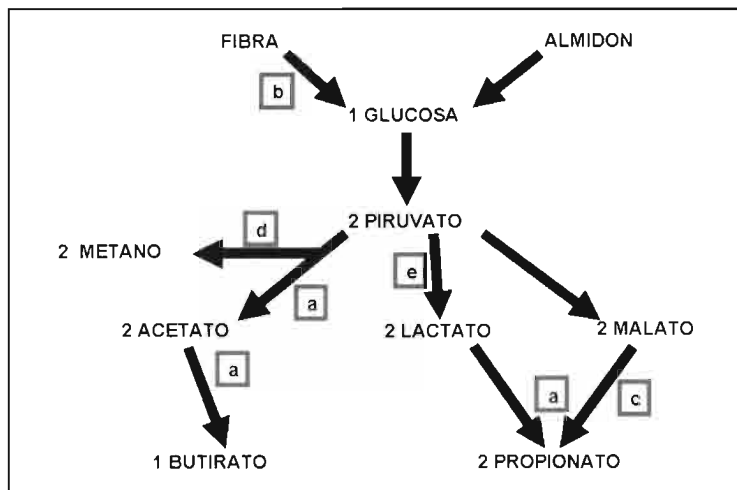 FIBRA ALMIDON
b
1 GLUCOSA
2 PIRUVATO
d
2 METANO
e
a
2 ACETATO 2 LACTATO 2 MALATO
a
a c
1 BUTIRATO 2 PROPIONATO